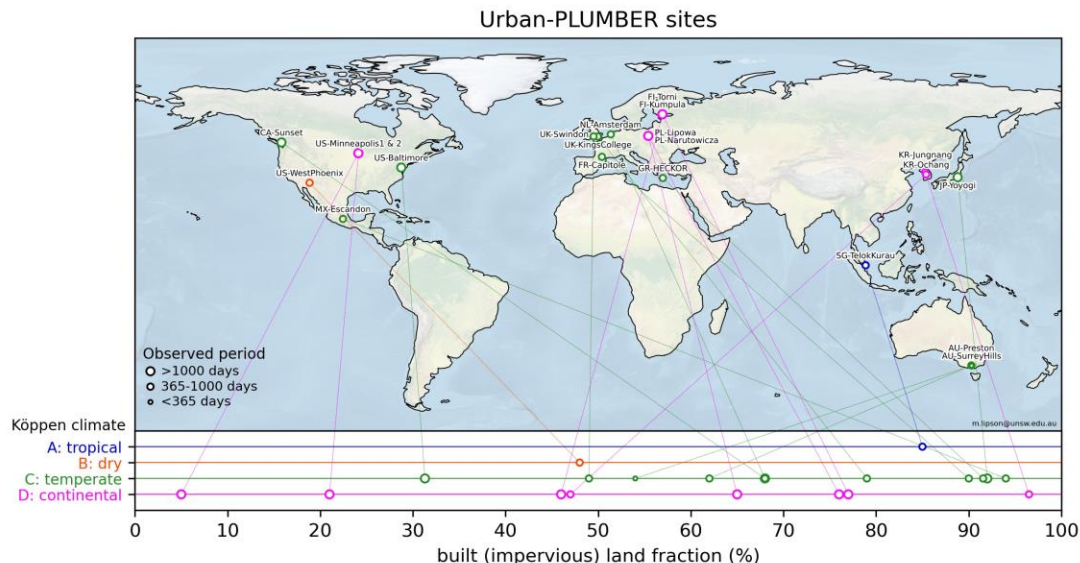 Urban-PLUMBER sites
FI-Torni
FI-Kumpula
NL-Amsterdam
CA-Sunset
UK-Swindon
PL-Lipowa
PL-Narutowicza
US-Minneapolis1 & 2
UK-KingsCollege
US-Baltimore
FR-Capitole
GR-HECKOR
KR-Jungnang
KR-Ochang
US-WestPhoenix
JP-Yoyogi
MX-Escandon
SG-TelokKurau
AU-Preston
AU-SurreyHills
Observed period
>1000 days
365-1000 days
<365 days
m.lipson@unsw.edu.au
Köppen climate
A: tropical
B: dry
C: temperate
D: continental
0 10 20 30 40 50 60 70 80 90 100
built (impervious) land fraction (%)